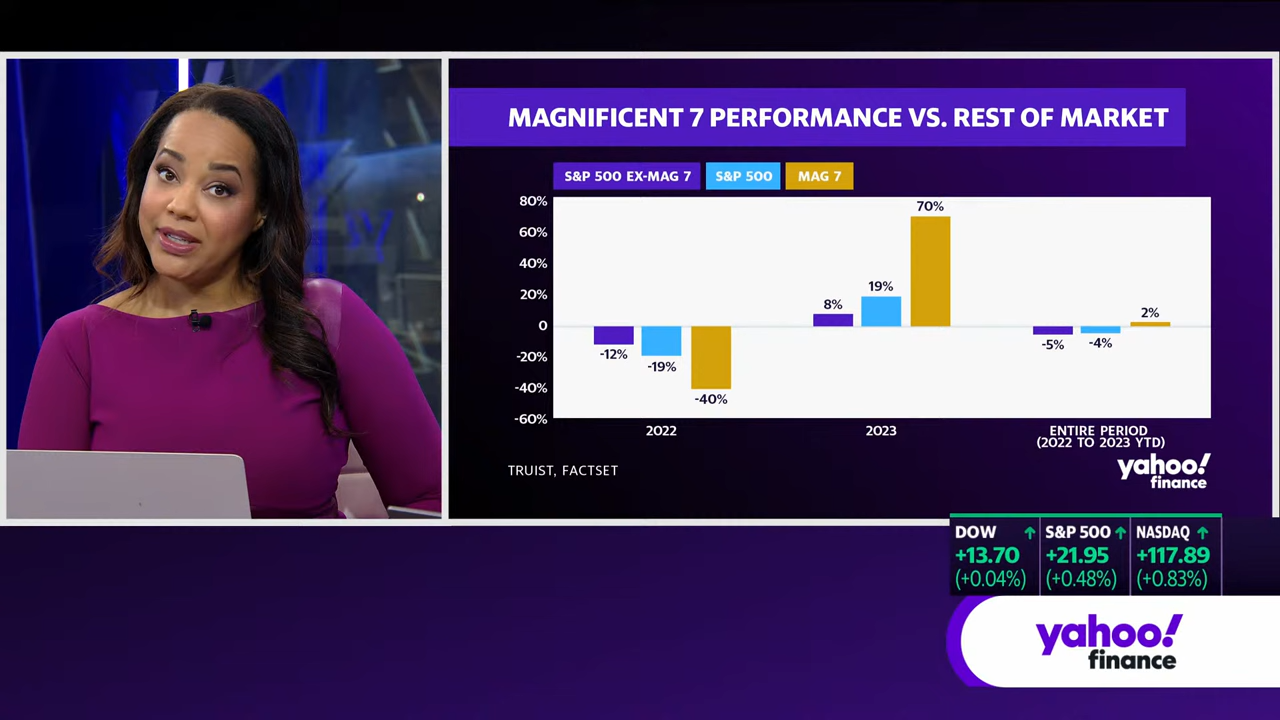 MAGNIFICENT 7 PERFORMANCE VS. REST OF MARKET
S&P 500 EX-MAG 7 S&P 500 MAG 7
80%
60%
40%
20%
0
-20%
-40%
-60%
-12% -19% -40%
8% 19% 70%
-5% -4% 2%
2022 2023 ENTIRE PERIOD
(2022 TO 2023 YTD)
TRUIST, FACTSET
yahoo!
finance
DOW S&P 500 NASDAQ
+13.70 +21.95 +117.89
(+0.04%) (+0.48%) (+0.83%)
yahoo!
finance